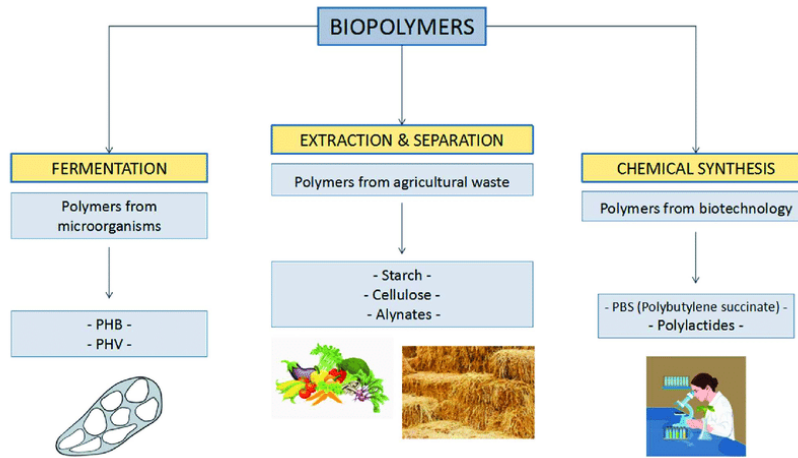 BIOPOLYMERS
FERMENTATION
Polymers from
microorganisms
- PHB -
- PHV -
EXTRACTION & SEPARATION
Polymers from agricultural waste
- Starch -
- Cellulose -
- Alynates -
CHEMICAL SYNTHESIS
Polymers from biotechnology
- PBS (Polybutylene succinate) -
- Polylactides -